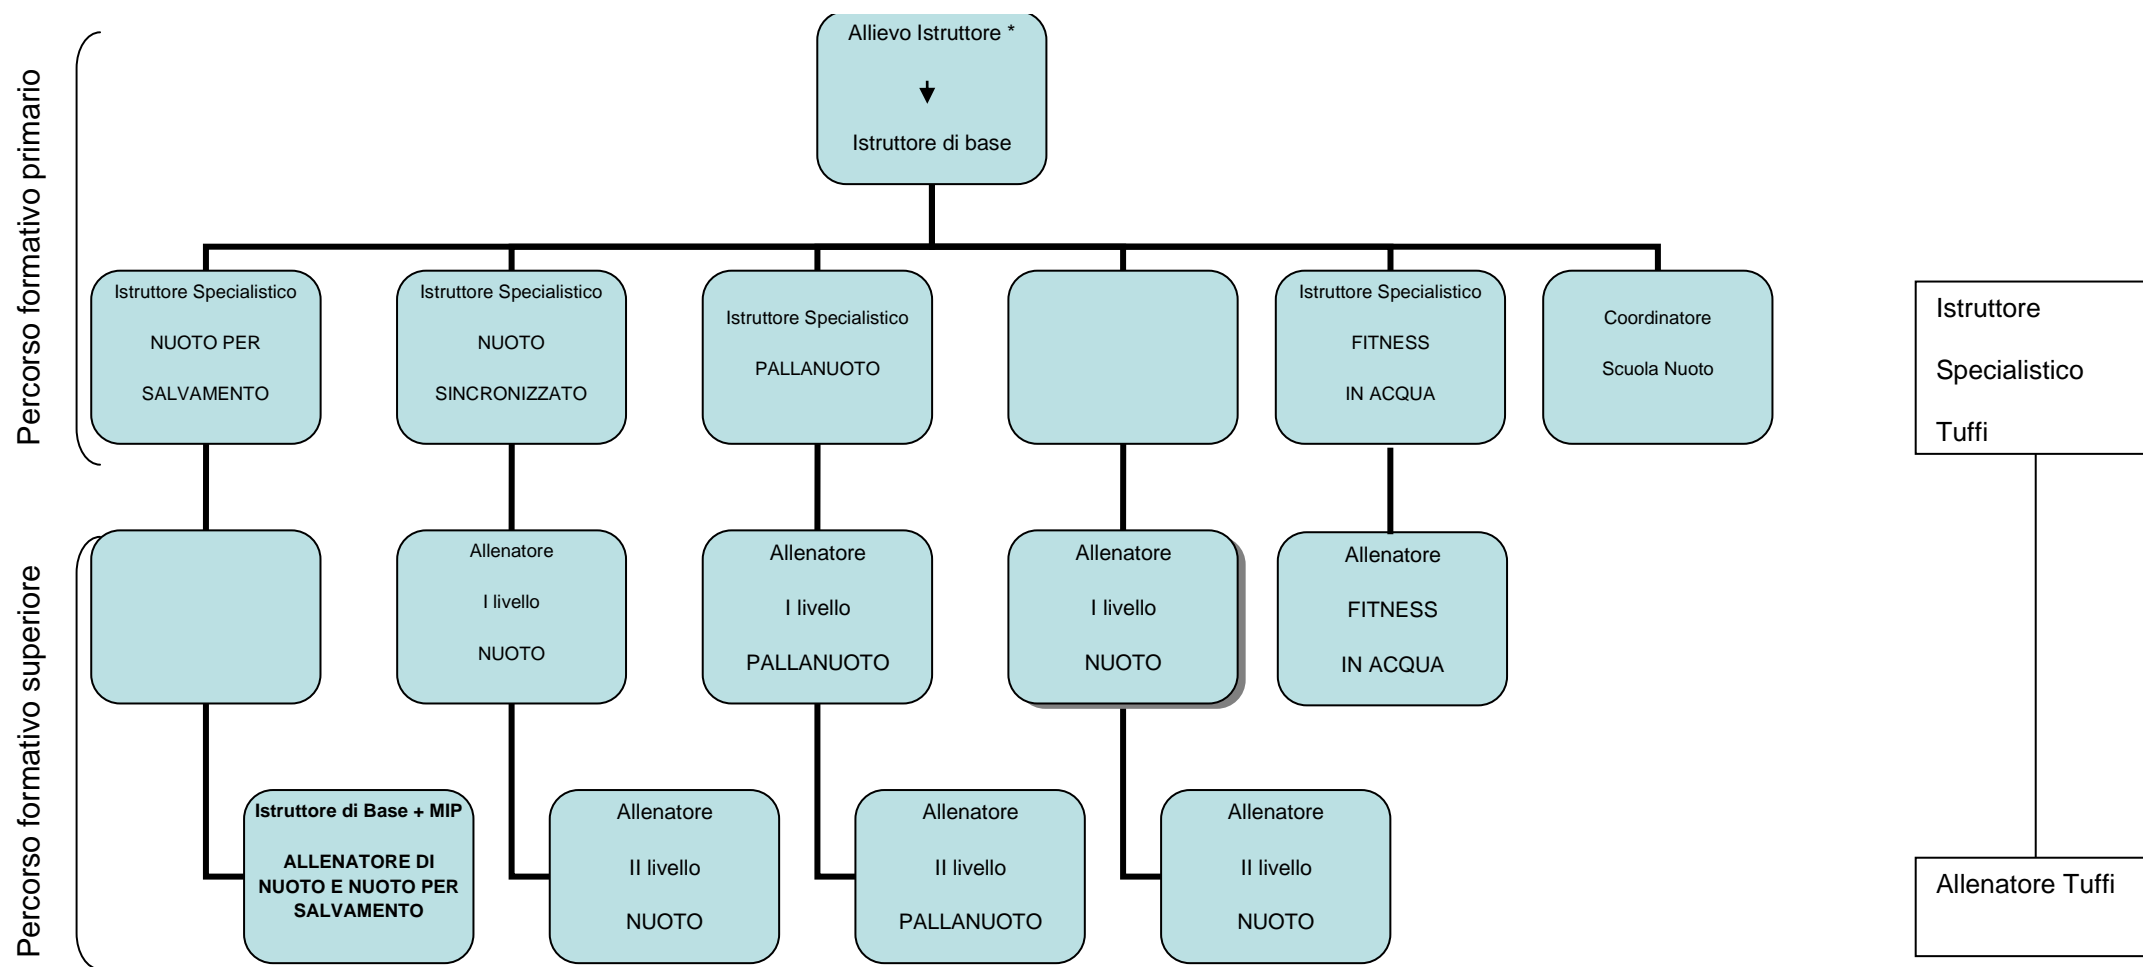 Percorso formativo primario
Allievo Istruttore *
Istruttore di base
Istruttore Specialistico
NUOTO PER
SALVAMENTO
Istruttore Specialistico
NUOTO
SINCRONIZZATO
Istruttore Specialistico
PALLANUOTO
Istruttore Specialistico
FITNESS
IN ACQUA
Coordinatore
Scuola Nuoto
Istruttore
Specialistico
Tuffi
Percorso formativo superiore
Allenatore
I livello
NUOTO
Allenatore
I livello
PALLANUOTO
Allenatore
I livello
NUOTO
Allenatore
FITNESS
IN ACQUA
Istruttore di Base + MIP
ALLENATORE DI
NUOTO E NUOTO PER
SALVAMENTO
Allenatore
II livello
NUOTO
Allenatore
II livello
PALLANUOTO
Allenatore
II livello
NUOTO
Allenatore Tuffi